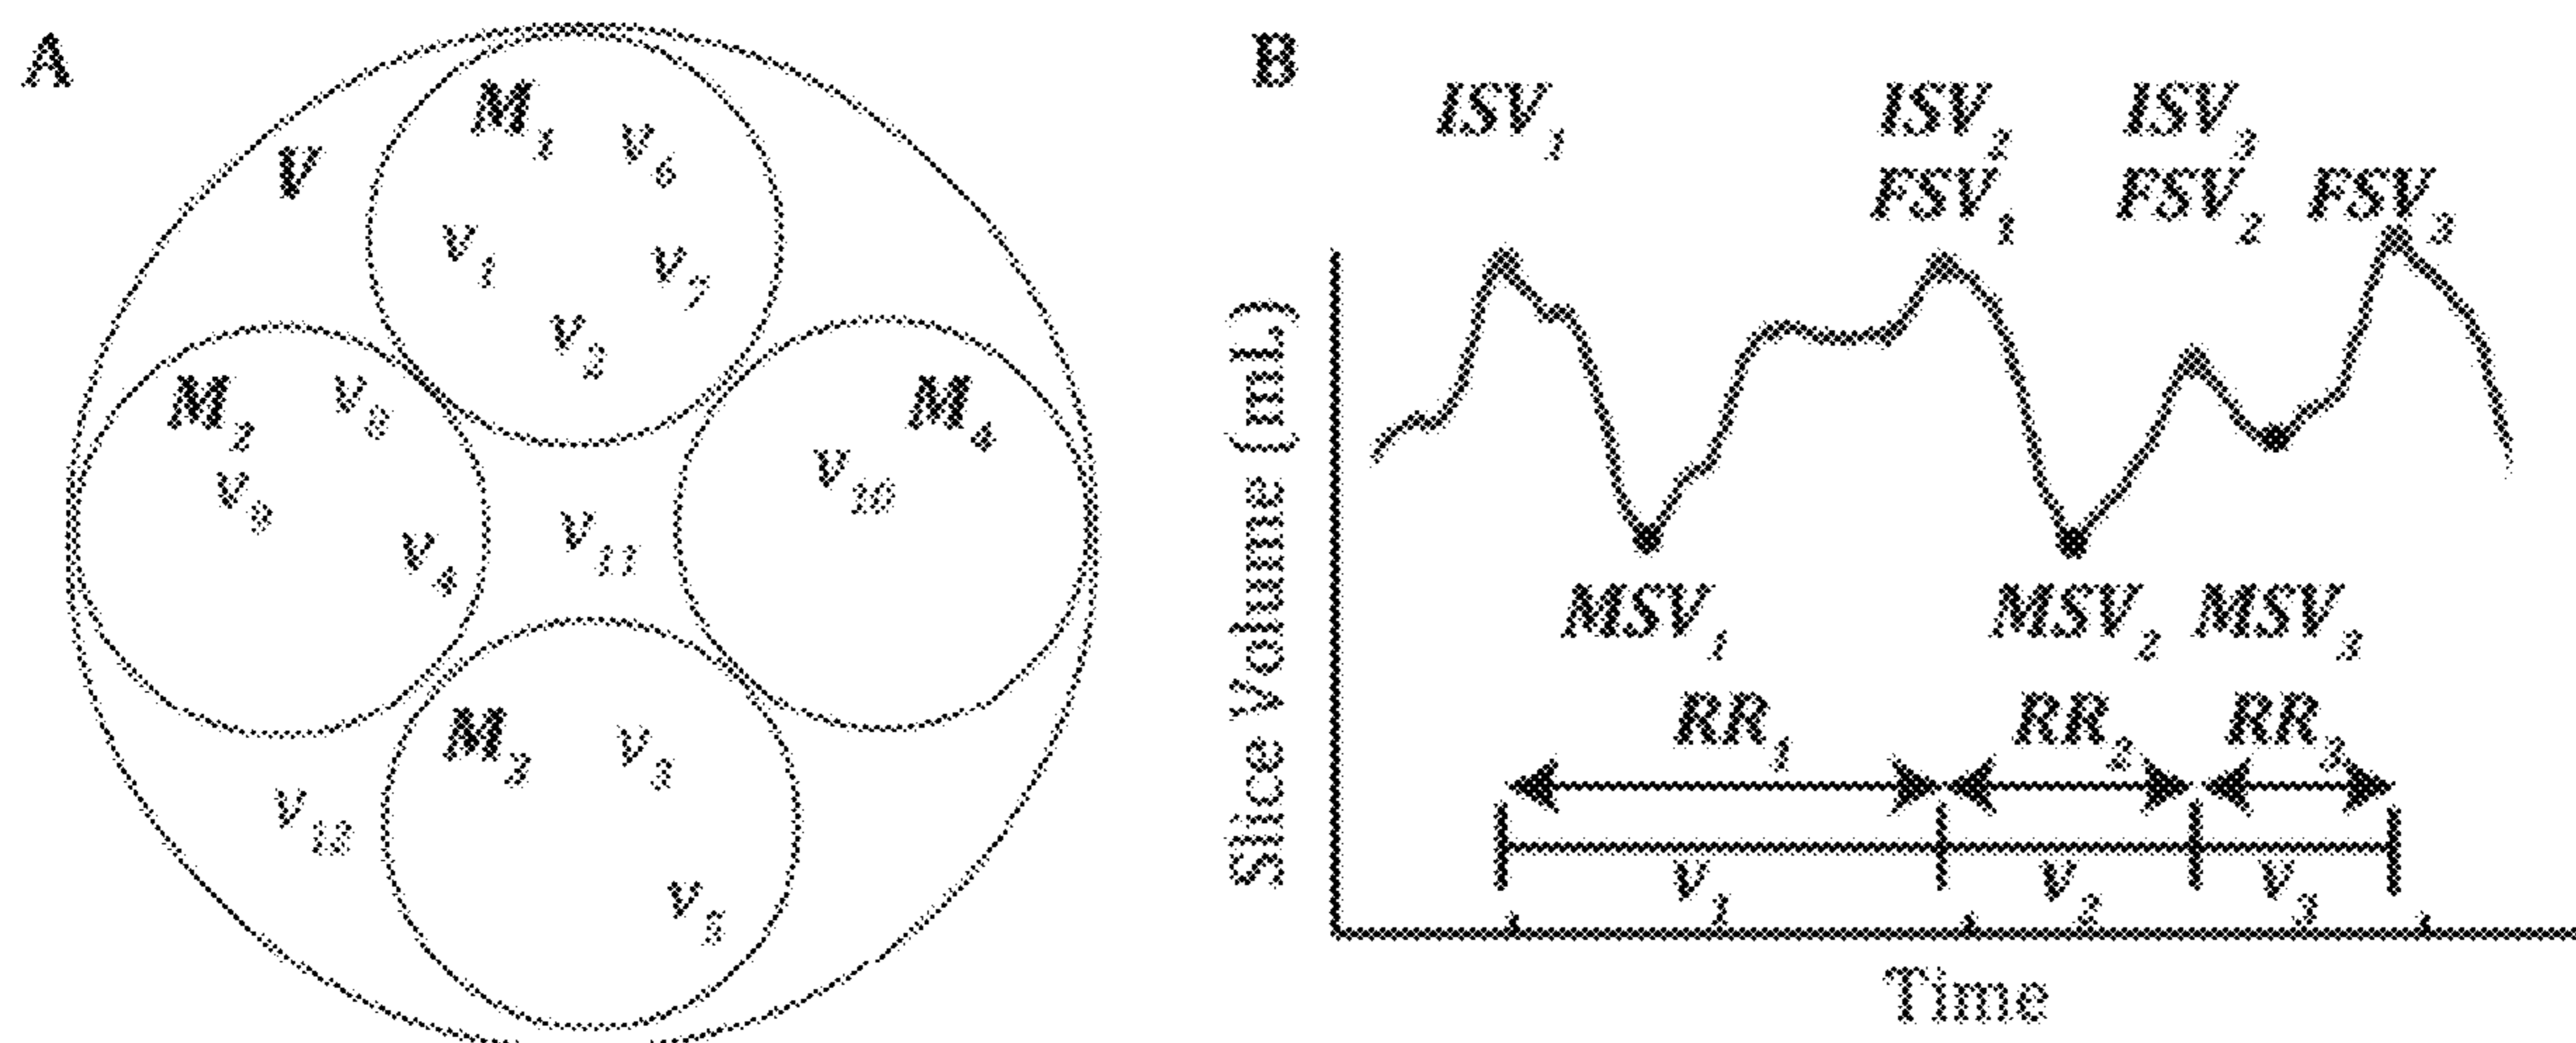 A
V
M1
v6
v1
v7
v2
M2
v8
v9
v4
M4
v10
v11
M3
v3
v5
v12
B
ISV1
ISV2
ISV3
FSV1
FSV2
FSV3
Slice Volume (mL)
MSV1
MSV2
MSV3
RR1
RR2
RR3
V1
V2
V3
Time